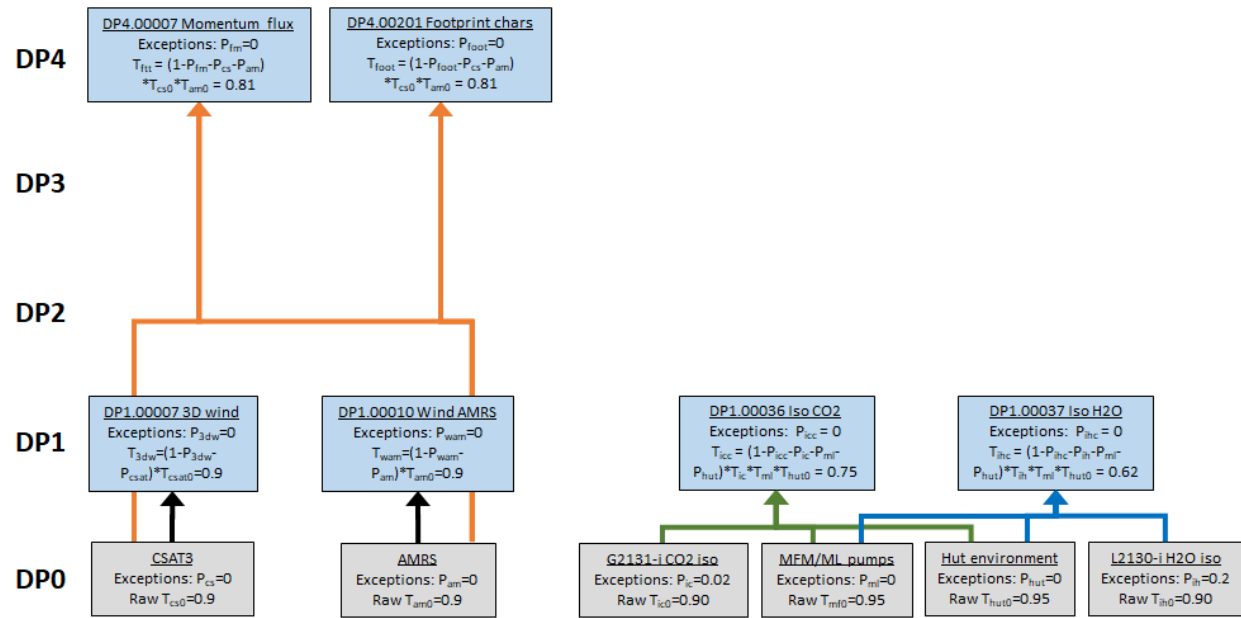 DP4
DP4.00007 Momentum flux
Exceptions: Pfm=0
Tftt = (1-Pfm-Pcs-Pam)
*Tcs0*Tam0 = 0.81
DP4.00201 Footprint chars
Exceptions: Pfoot=0
Tfoot = (1-Pfoot-Pcs-Pam)
*Tcs0*Tam0 = 0.81
DP3
DP2
DP1
DP1.00007 3D wind
Exceptions: P3dw=0
T3dw=(1-P3dw-
Pcsat)*Tcsat0=0.9
DP1.00010 Wind AMRS
Exceptions: Pwam=0
Twam=(1-Pwam-
Pam)*Tam0=0.9
DP1.00036 Iso CO2
Exceptions: Picc = 0
Ticc = (1-Picc-Pic-Pml-
Phut)*Tic*Tml*Thut0 = 0.75
DP1.00037 Iso H2O
Exceptions: Pihc = 0
Tihc = (1-Pihc-Pih-Pml-
Phut)*Tih*Tml*Thut0 = 0.62
DP0
CSAT3
Exceptions: Pcs=0
Raw Tcs0=0.9
AMRS
Exceptions: Pam=0
Raw Tam0=0.9
G2131-i CO2 iso
Exceptions: Pic=0.02
Raw Tic0=0.90
MFM/ML pumps
Exceptions: Pml=0
Raw Tmf0=0.95
Hut environment
Exceptions: Phut=0
Raw Thut0=0.95
L2130-i H2O iso
Exceptions: Pih=0.2
Raw Tih0=0.90